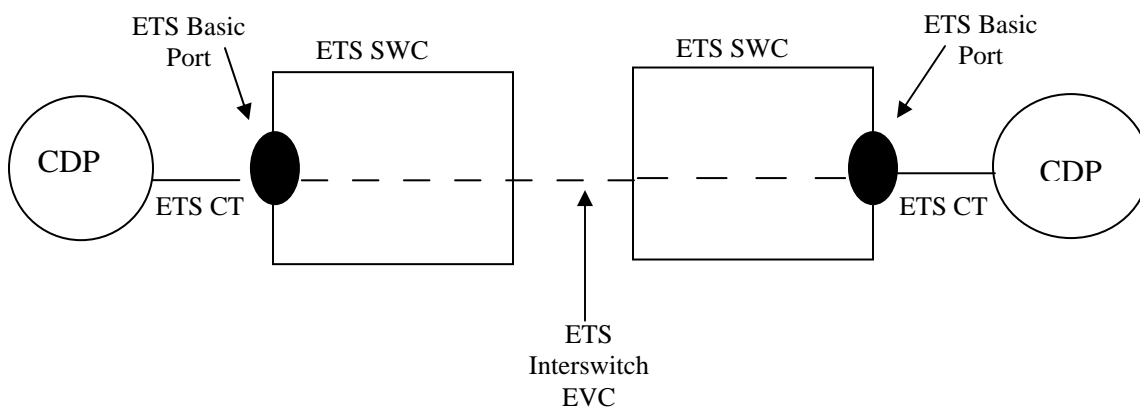 ETS Basic
Port
ETS SWC
ETS SWC
ETS Basic
Port
CDP
ETS CT
ETS CT
CDP
ETS
Interswitch
EVC